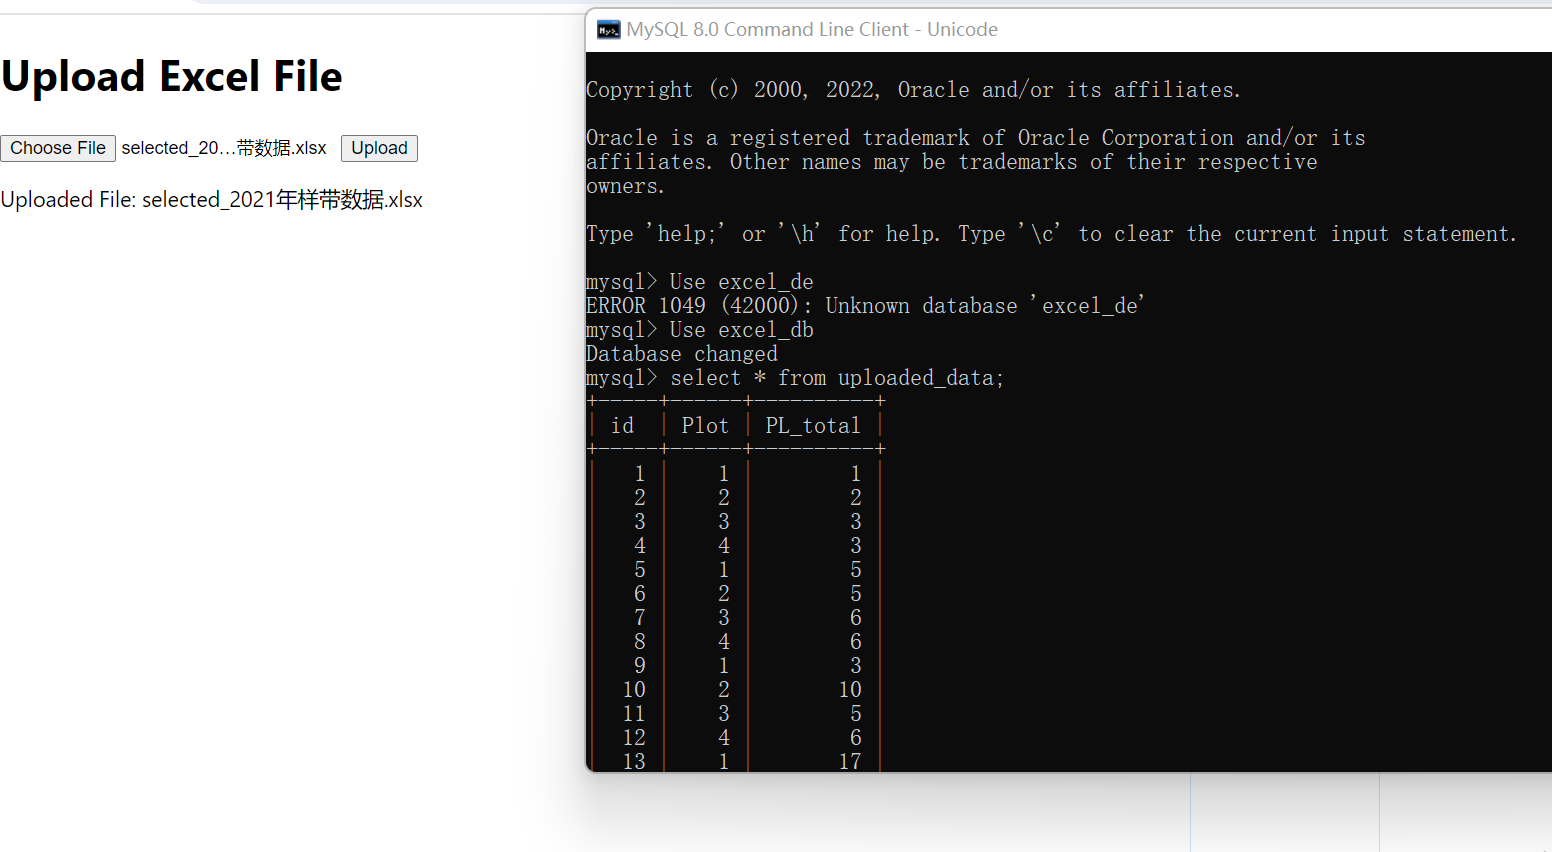 Upload Excel File
Choose File selected_20...带数据.xlsx Upload
Uploaded File: selected_2021年样带数据.xlsx
MySQL 8.0 Command Line Client - Unicode
Copyright (c) 2000, 2022, Oracle and/or its affiliates.
Oracle is a registered trademark of Oracle Corporation and/or its
affiliates. Other names may be trademarks of their respective
owners.
Type 'help;' or '\h' for help. Type '\c' to clear the current input statement.
mysql> Use excel_de
ERROR 1049 (42000): Unknown database 'excel_de'
mysql> Use excel_db
Database changed
mysql> select * from uploaded_data;
+-----+------+----------+
| id | Plot | PL_total |
+-----+------+----------+
| 1 | 1 | 1 |
| 2 | 2 | 2 |
| 3 | 3 | 3 |
| 4 | 4 | 3 |
| 5 | 1 | 5 |
| 6 | 2 | 5 |
| 7 | 3 | 6 |
| 8 | 4 | 6 |
| 9 | 1 | 3 |
| 10 | 2 | 10 |
| 11 | 3 | 5 |
| 12 | 4 | 6 |
| 13 | 1 | 17 |